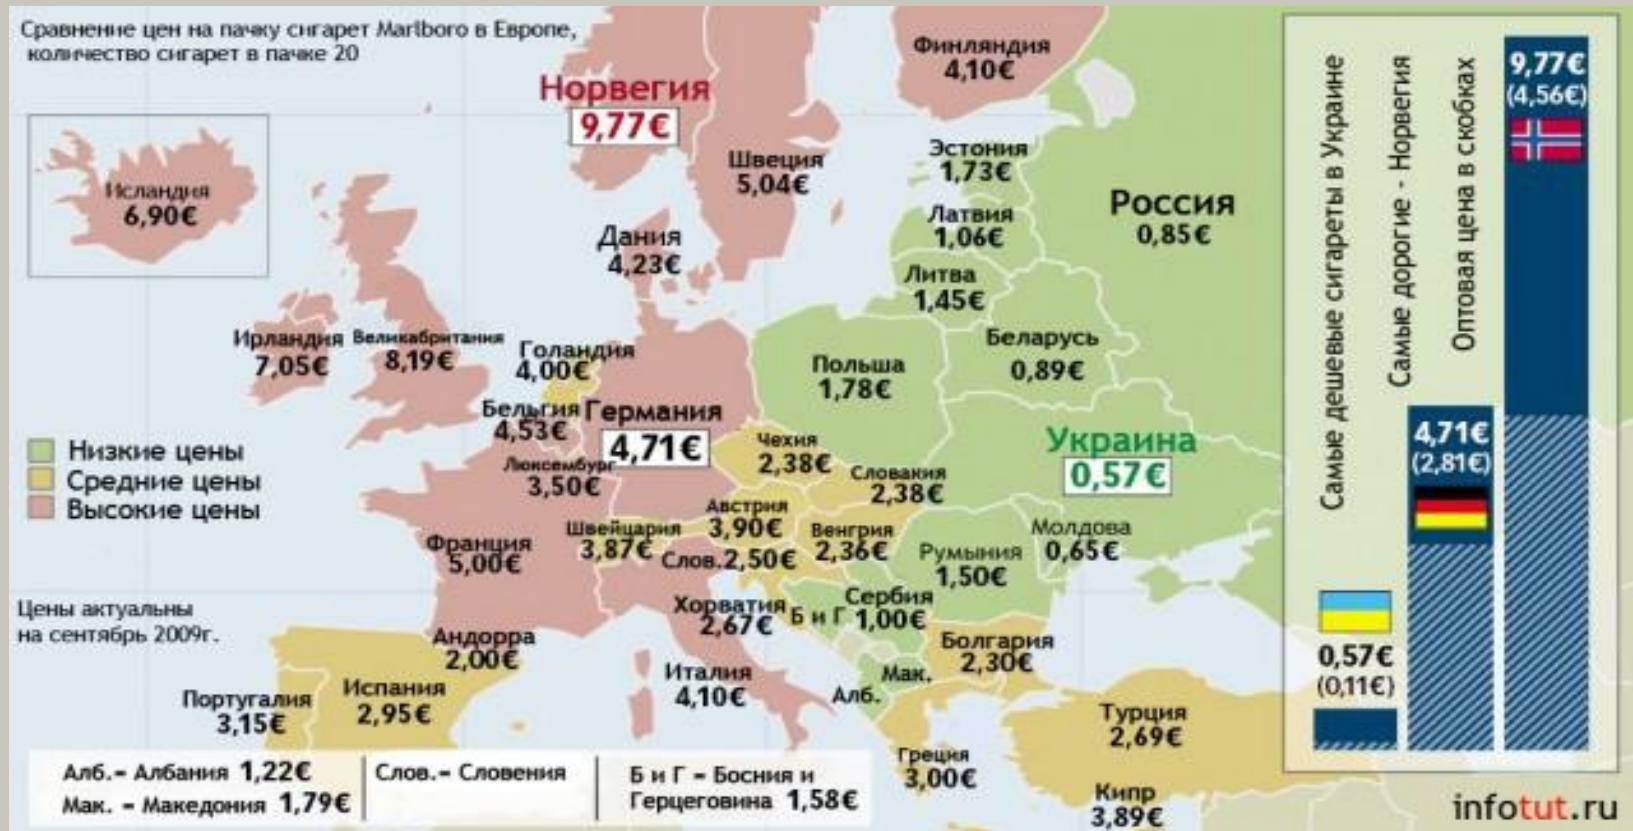 Сравнение цен на пачку сигарет Marlboro в Европе,
количество сигарет в пачке 20
Норвегия
9,77€
Финляндия
4,10€
Исландия
6,90€
Швеция
5,04€
Эстония
1,73€
Россия
0,85€
Латвия
1,06€
Дания
4,23€
Литва
1,45€
Ирландия
7,05€
Великабритания
8,19€
Голандия
4,00€
Беларусь
0,89€
Польша
1,78€
Бельгия
4,53€
Германия
4,71€
Украина
0,57€
Чехия
2,38€
Люксембург
3,50€
Словакия
2,38€
Низкие цены
Средние цены
Высокие цены
Австрия
3,90€
Швейцария
3,87€
Венгрия
2,36€
Молдова
0,65€
Франция
5,00€
Слов.2,50€
Румыния
1,50€
Цены актуальны
на сентябрь 2009г.
Хорватия
2,67€
Б и Г
Сербия
1,00€
Андорра
2,00€
Болгария
2,30€
Италия
4,10€
Мак.
Алб.
Португалия
3,15€
Испания
2,95€
Турция
2,69€
Греция
3,00€
Кипр
3,89€
Алб.– Албания 1,22€
Мак. – Македония 1,79€
Слов.– Словения
Б и Г – Босния и
Герцеговина 1,58€
Самые дешевые сигареты в Украине
Самые дорогие - Норвегия
Оптовая цена в скобках
9,77€
(4,56€)
4,71€
(2,81€)
0,57€
(0,11€)
infotut.ru